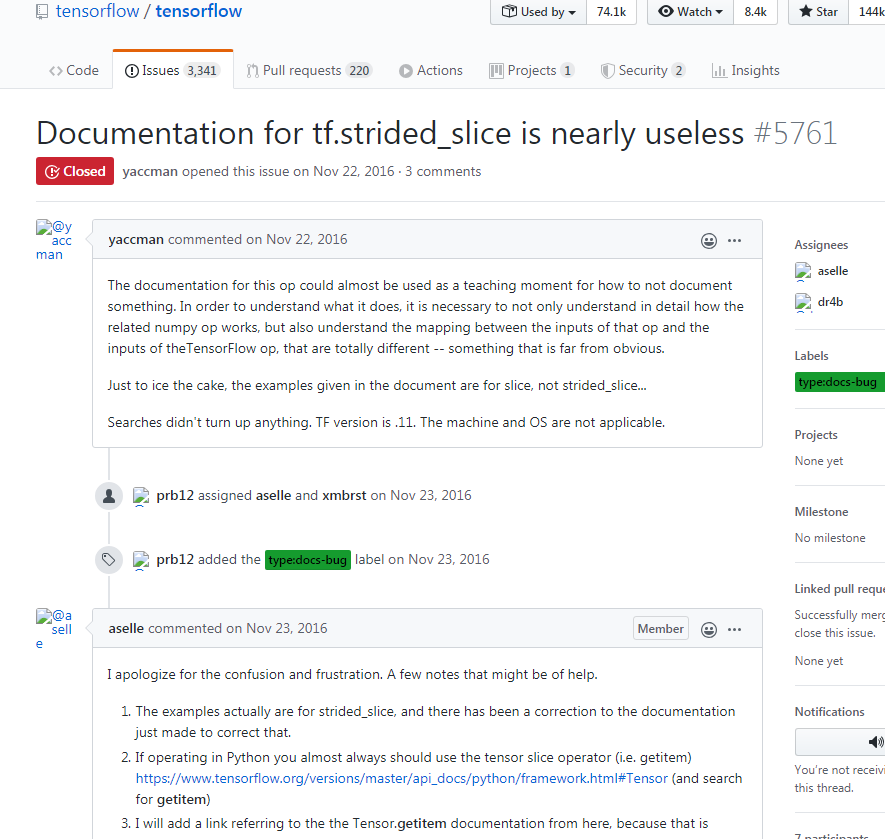 tensorflow / tensorflow
Used by 74.1k
Watch 8.4k
Star 144k
Code
Issues 3,341
Pull requests 220
Actions
Projects 1
Security 2
Insights
Documentation for tf.strided_slice is nearly useless #5761
Closed yaccman opened this issue on Nov 22, 2016 · 3 comments
@y
acc
man
yaccman commented on Nov 22, 2016
The documentation for this op could almost be used as a teaching moment for how to not document
something. In order to understand what it does, it is necessary to not only understand in detail how the
related numpy op works, but also understand the mapping between the inputs of that op and the
inputs of theTensorFlow op, that are totally different -- something that is far from obvious.
Just to ice the cake, the examples given in the document are for slice, not strided_slice...
Searches didn't turn up anything. TF version is .11. The machine and OS are not applicable.
prb12 assigned aselle and xmbrst on Nov 23, 2016
prb12 added the type:docs-bug label on Nov 23, 2016
@a
sell
e
aselle commented on Nov 23, 2016
Member
I apologize for the confusion and frustration. A few notes that might be of help.
1. The examples actually are for strided_slice, and there has been a correction to the documentation
just made to correct that.
2. If operating in Python you almost always should use the tensor slice operator (i.e. getitem)
https://www.tensorflow.org/versions/master/api_docs/python/framework.html#Tensor (and search
for getitem)
3. I will add a link referring to the the Tensor.getitem documentation from here, because that is
Assignees
aselle
dr4b
Labels
type:docs-bug
Projects
None yet
Milestone
No milestone
Linked pull reque
Successfully merg
close this issue.
None yet
Notifications
You're not receivi
this thread.
7 participants